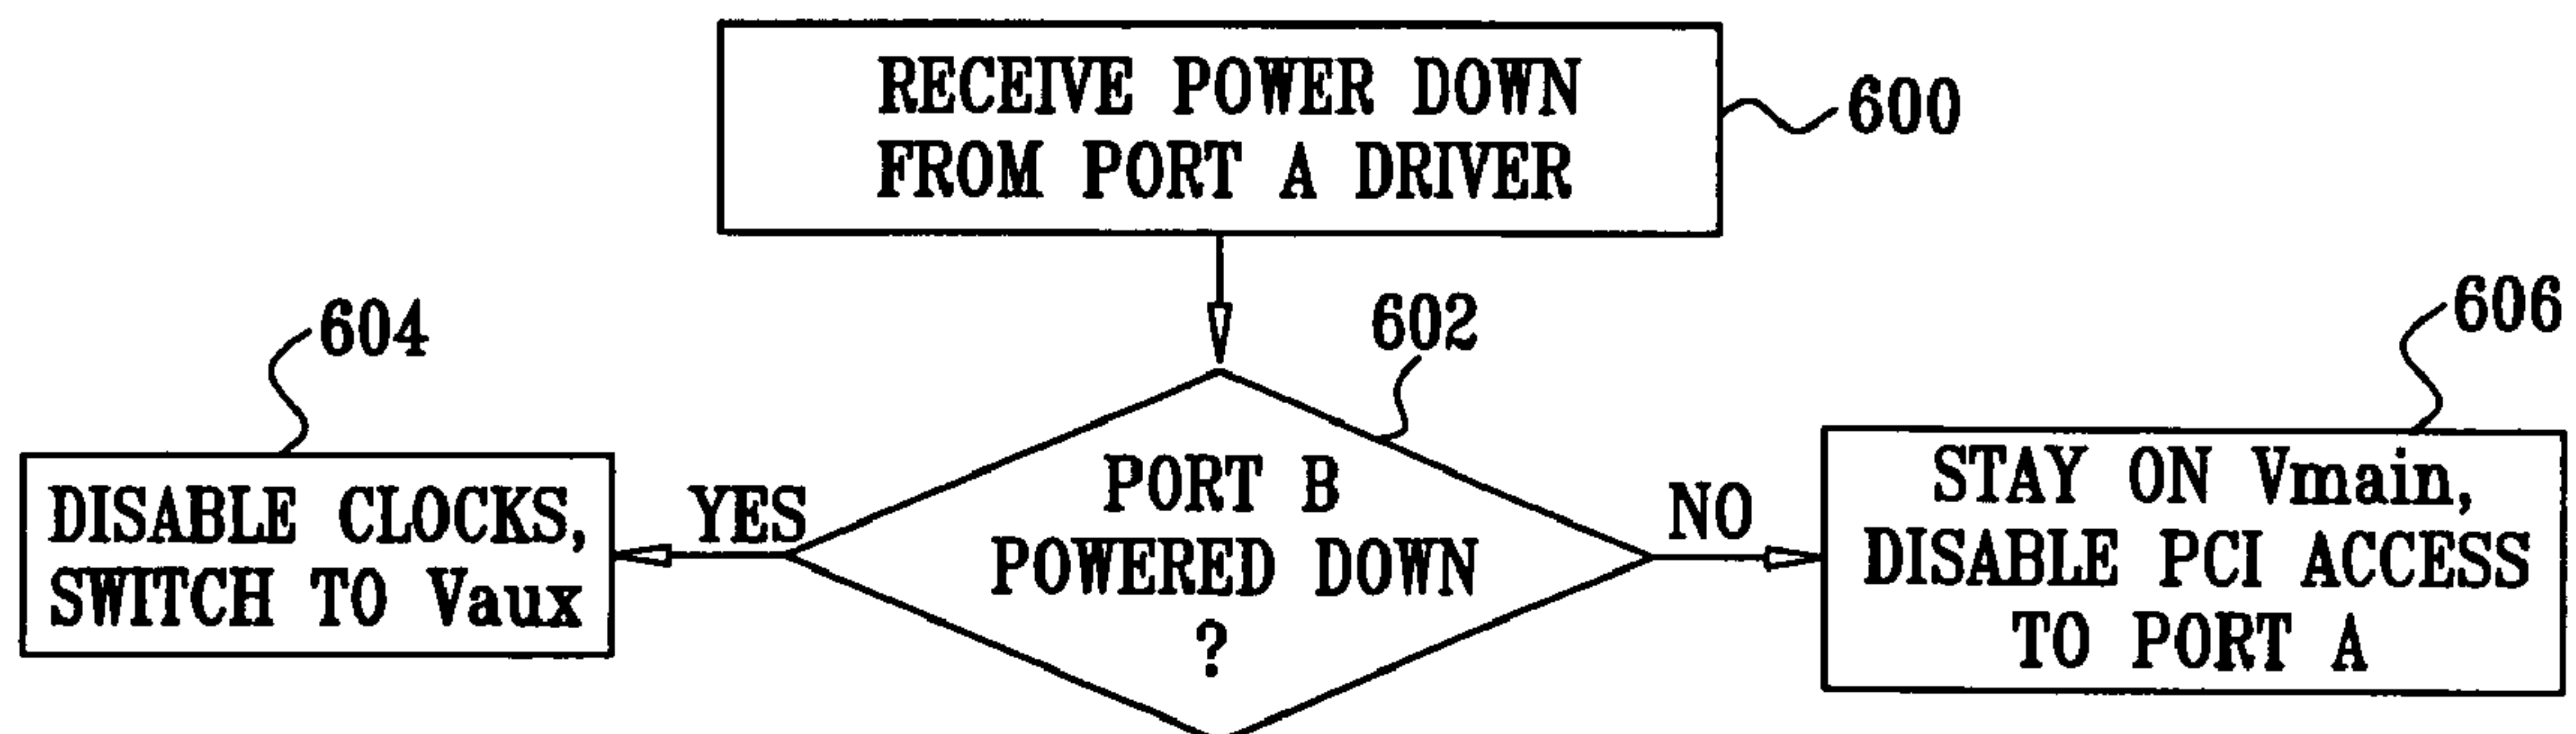 RECEIVE POWER DOWN
FROM PORT A DRIVER
600
604
602
606
DISABLE CLOCKS,
SWITCH TO Vaux
YES
PORT B
POWERED DOWN
?
NO
STAY ON Vmain,
DISABLE PCI ACCESS
TO PORT A